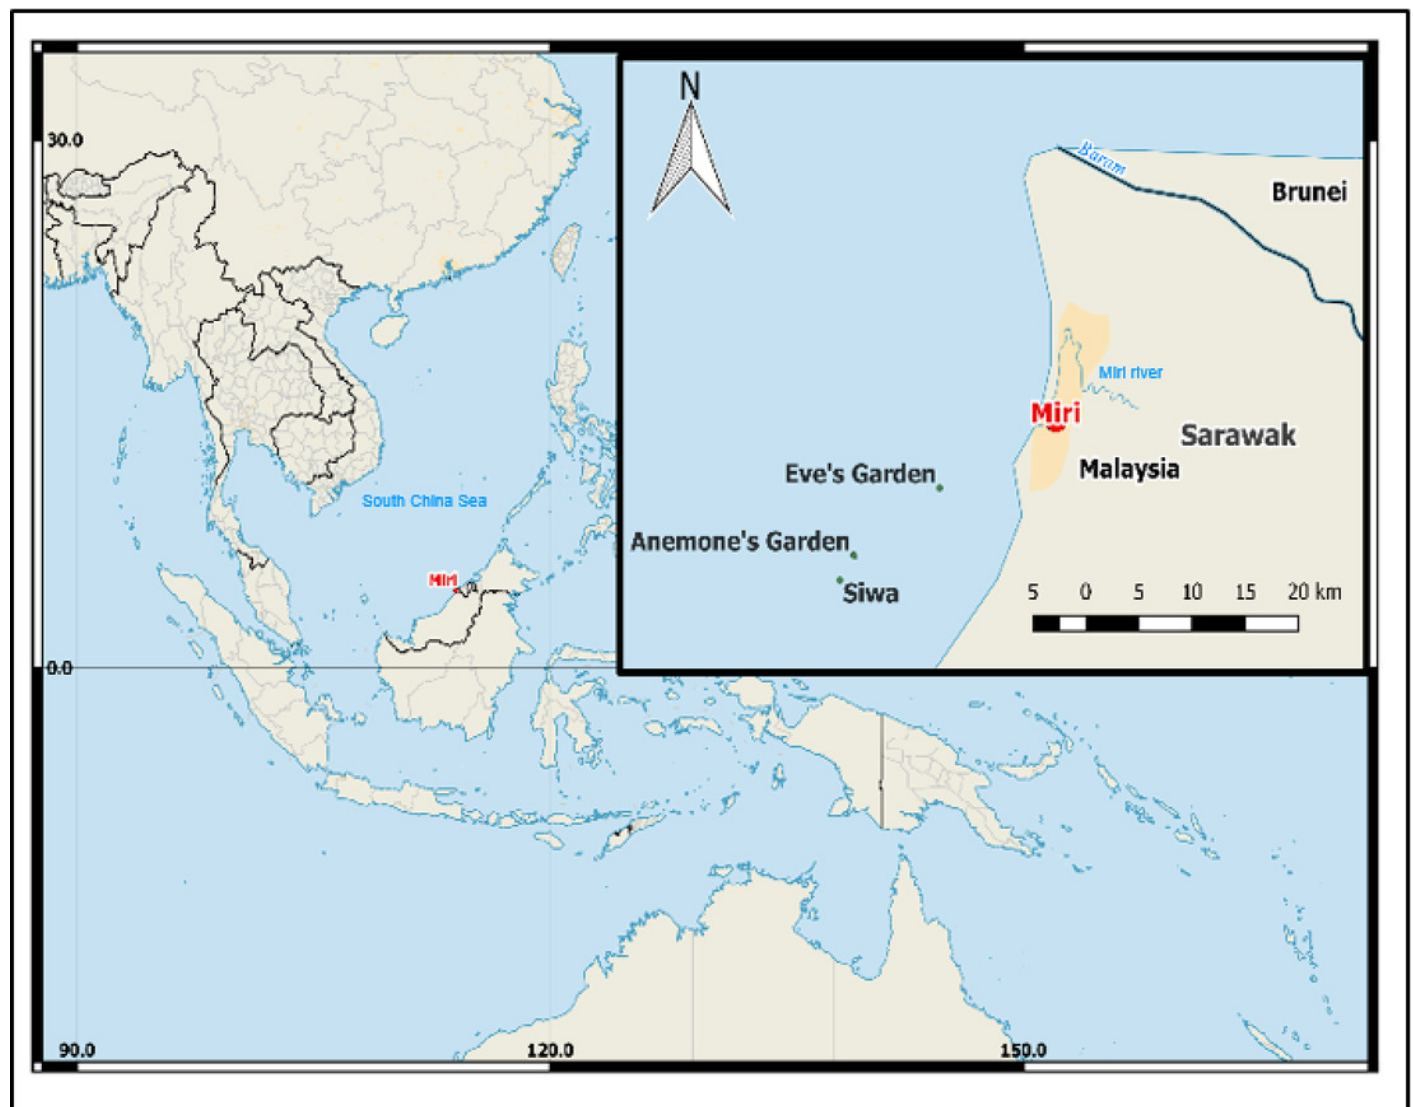 N
30.0
Baram
Brunei
Miri river
Miri
Sarawak
Malaysia
Eve's Garden
South China Sea
Anemone's Garden
Miri
Siwa
5 0 5 10 15 20 km
0.0
90.0 120.0 150.0